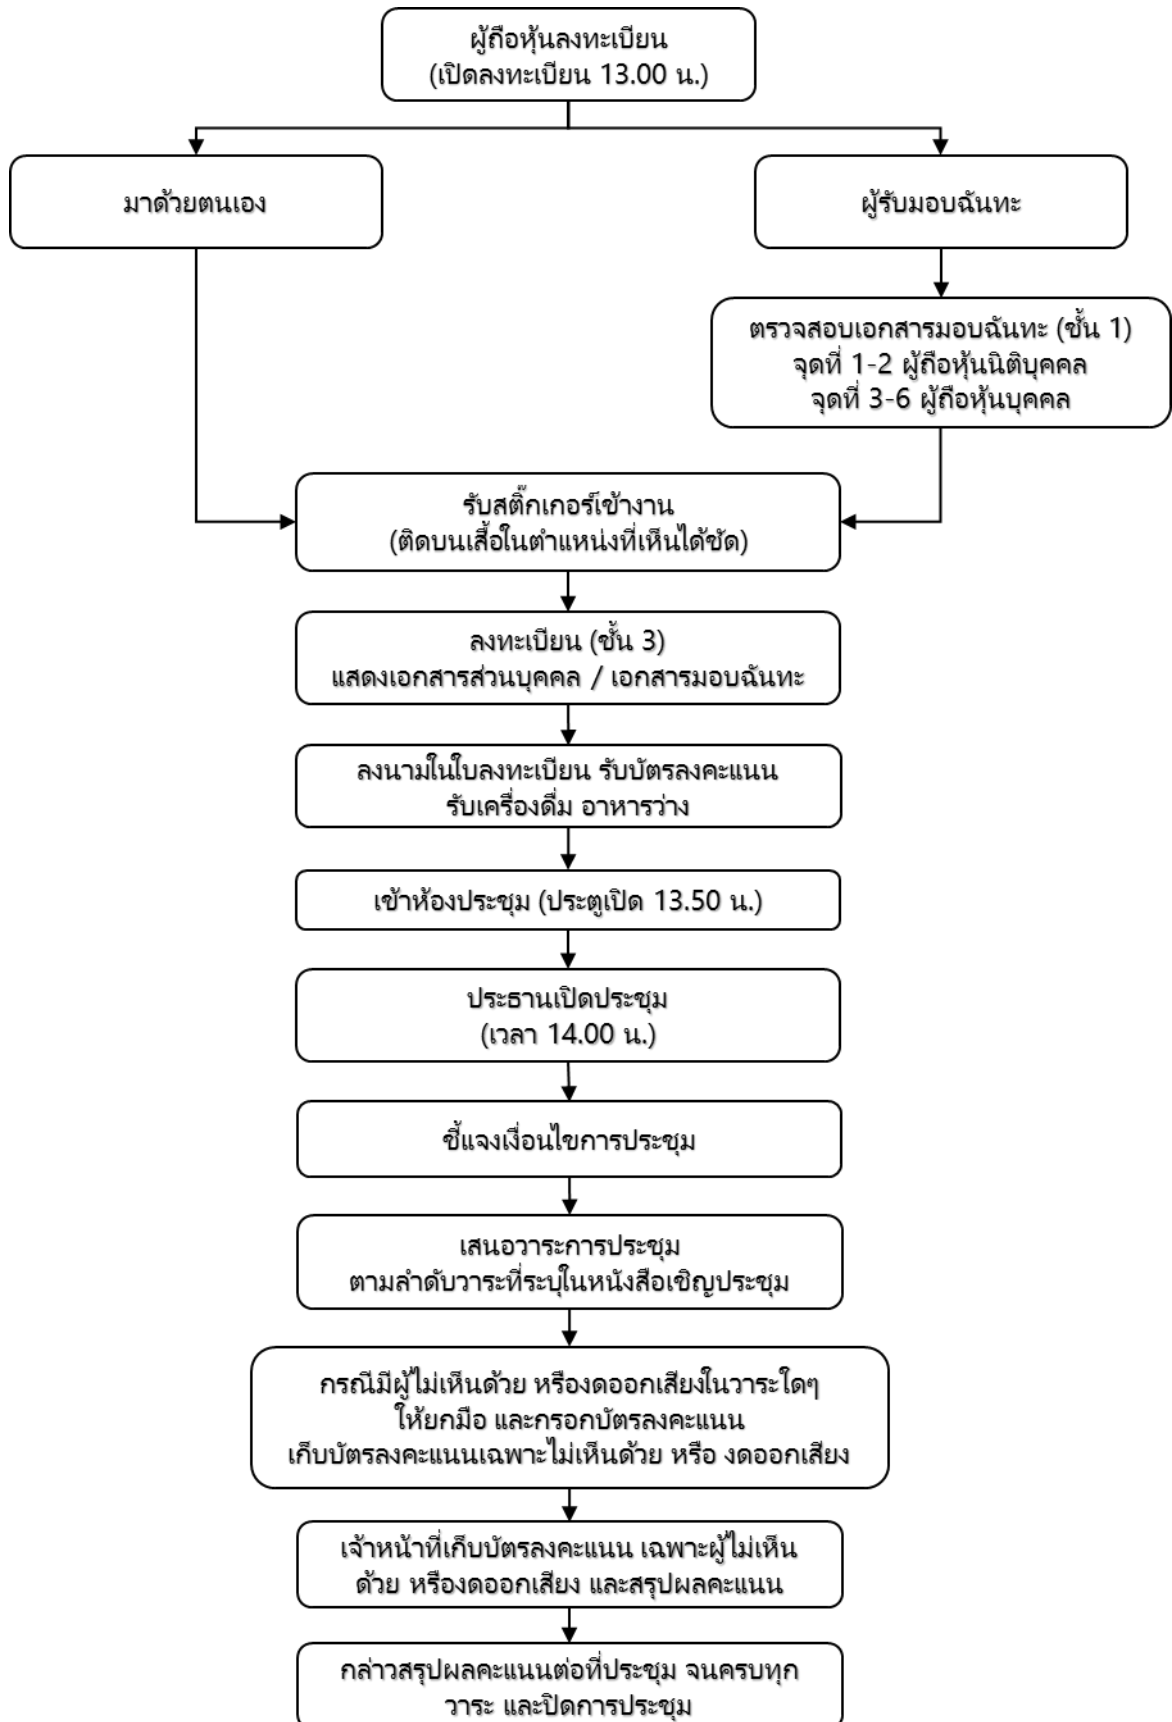 ผู้ถือหุ้นลงทะเบียน
(เปิดลงทะเบียน 13.00 น.)
มาด้วยตนเอง
ผู้รับมอบฉันทะ
ตรวจสอบเอกสารมอบฉันทะ (ชั้น 1)
จุดที่ 1-2 ผู้ถือหุ้นนิติบุคคล
จุดที่ 3-6 ผู้ถือหุ้นบุคคล
รับสติ๊กเกอร์เข้างาน
(ติดบนเสื้อในตำแหน่งที่เห็นได้ชัด)
ลงทะเบียน (ชั้น 3)
แสดงเอกสารส่วนบุคคล / เอกสารมอบฉันทะ
ลงนามในใบลงทะเบียน รับบัตรลงคะแนน
รับเครื่องดื่ม อาหารว่าง
เข้าห้องประชุม (ประตูเปิด 13.50 น.)
ประธานเปิดประชุม
(เวลา 14.00 น.)
ชี้แจงเงื่อนไขการประชุม
เสนอวาระการประชุม
ตามลำดับวาระที่ระบุในหนังสือเชิญประชุม
กรณีมีผู้ไม่เห็นด้วย หรืองดออกเสียงในวาระใดๆ
ให้ยกมือ และกรอกบัตรลงคะแนน
เก็บบัตรลงคะแนนเฉพาะไม่เห็นด้วย หรือ งดออกเสียง
เจ้าหน้าที่เก็บบัตรลงคะแนน เฉพาะผู้ไม่เห็น
ด้วย หรืองดออกเสียง และสรุปผลคะแนน
กล่าวสรุปผลคะแนนต่อที่ประชุม จนครบทุก
วาระ และปิดการประชุม